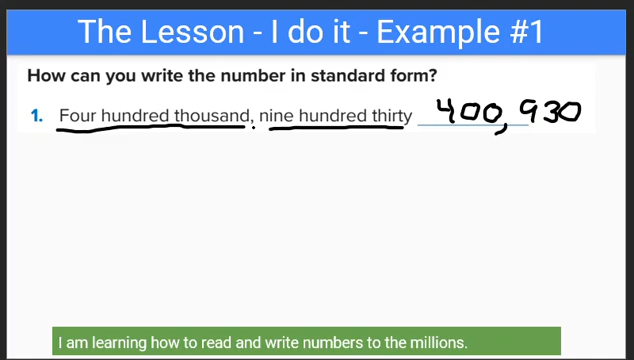 The Lesson - I do it - Example #1
How can you write the number in standard form?
1. Four hundred thousand, nine hundred thirty 400,930
I am learning how to read and write numbers to the millions.